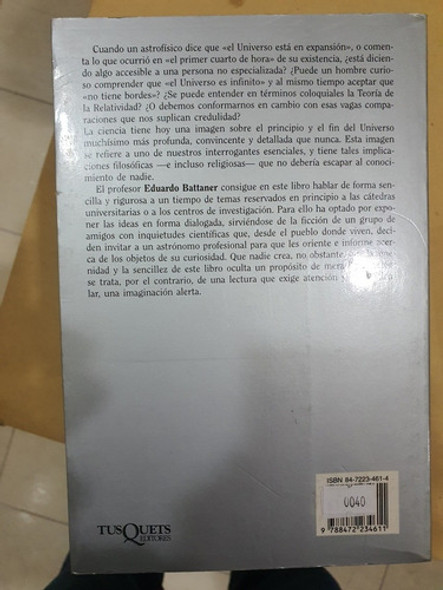 Cuando un astrofísico dice que «el Universo está en expansión», o comen-
ta lo que ocurrió en «el primer cuarto de hora» de su existencia, ¿está dicien-
do algo accesible a una persona no especializada? ¿Puede un hombre curio-
so comprender que «el Universo es infinito» y al mismo tiempo aceptar que
«no tiene bordes»? ¿Se puede entender en términos coloquiales la Teoría de
la Relatividad? ¿O debemos conformarnos en cambio con esas vagas compa-
raciones que nos suplican credulidad?
La ciencia tiene hoy una imagen sobre el principio y el fin del Universo
muchísimo más profunda, convincente y detallada que nunca. Esta imagen
se refiere a uno de nuestros interrogantes esenciales, y tiene tales implica-
ciones filosóficas —e incluso religiosas— que no debería escapar al conoci-
miento de nadie.
El profesor Eduardo Battaner consigue en este libro hablar de forma sen-
cilla y rigurosa a un tiempo de temas reservados en principio a las cátedras
universitarias o a los centros de investigación. Para ello ha optado por expo-
ner las ideas en forma dialogada, sirviéndose de la ficción de un grupo de
amigos con inquietudes científicas que, desde el pueblo donde viven, deci-
den invitar a un astrónomo profesional para que les oriente e informe acer-
ca de los objetos de su curiosidad. Que nadie crea, no obstante,
nidad y la sencillez de este libro oculta un propósito de mera
se trata, por el contrario, de una lectura que exige atención y
lar, una imaginación alerta.
ISBN 84-7223-461-4
0040
9 788472 234611
TUSQUETS
EDITORES